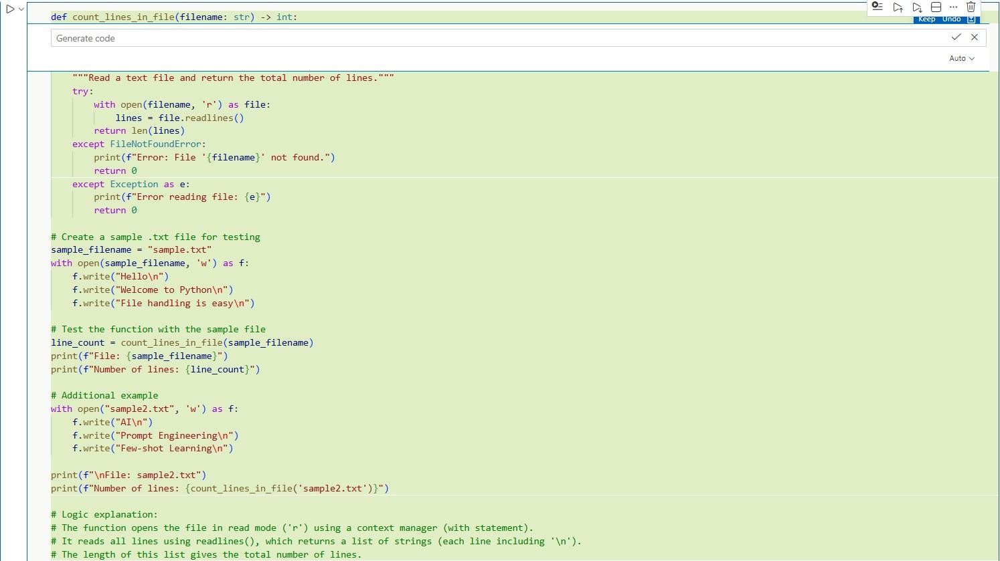 def count_lines_in_file(filename: str) -> int:
Keep Undo
Generate code
Auto
    """Read a text file and return the total number of lines."""
    try:
        with open(filename, 'r') as file:
            lines = file.readlines()
        return len(lines)
    except FileNotFoundError:
        print(f"Error: File '{filename}' not found.")
        return 0
    except Exception as e:
        print(f"Error reading file: {e}")
        return 0
# Create a sample .txt file for testing
sample_filename = "sample.txt"
with open(sample_filename, 'w') as f:
    f.write("Hello\n")
    f.write("Welcome to Python\n")
    f.write("File handling is easy\n")
# Test the function with the sample file
line_count = count_lines_in_file(sample_filename)
print(f"File: {sample_filename}")
print(f"Number of lines: {line_count}")
# Additional example
with open("sample2.txt", 'w') as f:
    f.write("AI\n")
    f.write("Prompt Engineering\n")
    f.write("Few-shot Learning\n")
print(f"\nFile: sample2.txt")
print(f"Number of lines: {count_lines_in_file('sample2.txt')}")
# Logic explanation:
# The function opens the file in read mode ('r') using a context manager (with statement).
# It reads all lines using readlines(), which returns a list of strings (each line including '\n').
# The length of this list gives the total number of lines.